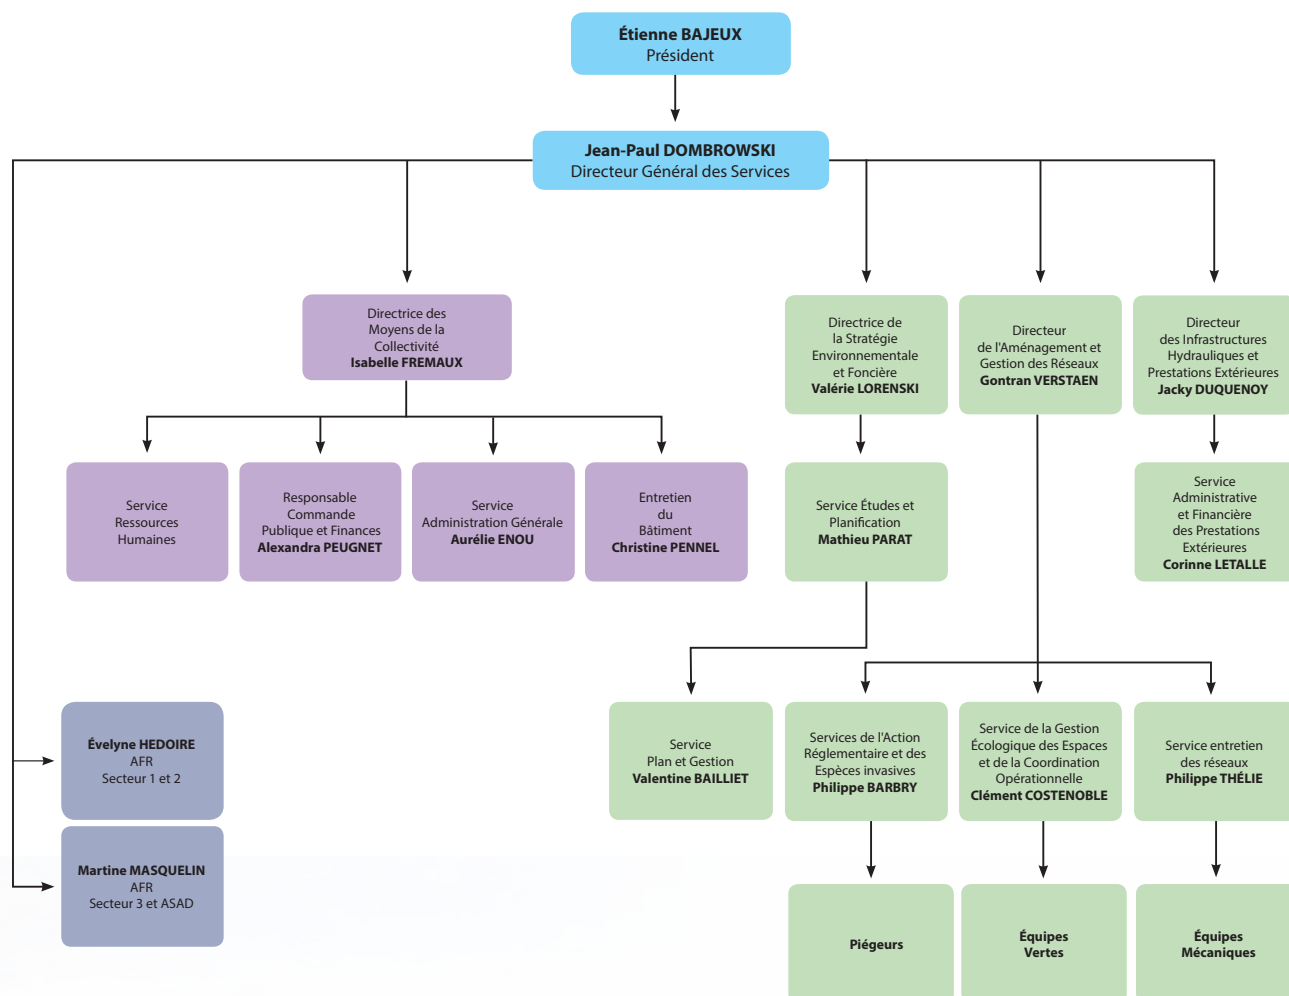 Étienne BAJEUX
Président
Jean-Paul DOMBROWSKI
Directeur Général des Services
Directrice des
Moyens de la
Collectivité
Isabelle FREMAUX
Directrice de
la Stratégie
Environnementale
et Foncière
Valérie LORENSKI
Directeur
de l'Aménagement et
Gestion des Réseaux
Gontran VERSTAEN
Directeur
des Infrastructures
Hydrauliques et
Prestations Extérieures
Jacky DUQUENOY
Service
Ressources
Humaines
Responsable
Commande
Publique et Finances
Alexandra PEUGNET
Service
Administration Générale
Aurélie ENOU
Entretien
du
Bâtiment
Christine PENNEL
Service Études et
Planification
Mathieu PARAT
Service
Administrative
et Financière
des Prestations
Extérieures
Corinne LETALLE
Évelyne HEDOIRE
AFR
Secteur 1 et 2
Service
Plan et Gestion
Valentine BAILLIET
Services de l'Action
Réglementaire et des
Espèces invasives
Philippe BARBRY
Service de la Gestion
Écologique des Espaces
et de la Coordination
Opérationnelle
Clément COSTENOBLE
Service entretien
des réseaux
Philippe THÉLIE
Martine MASQUELIN
AFR
Secteur 3 et ASAD
Piégeurs
Équipes
Vertes
Équipes
Mécaniques